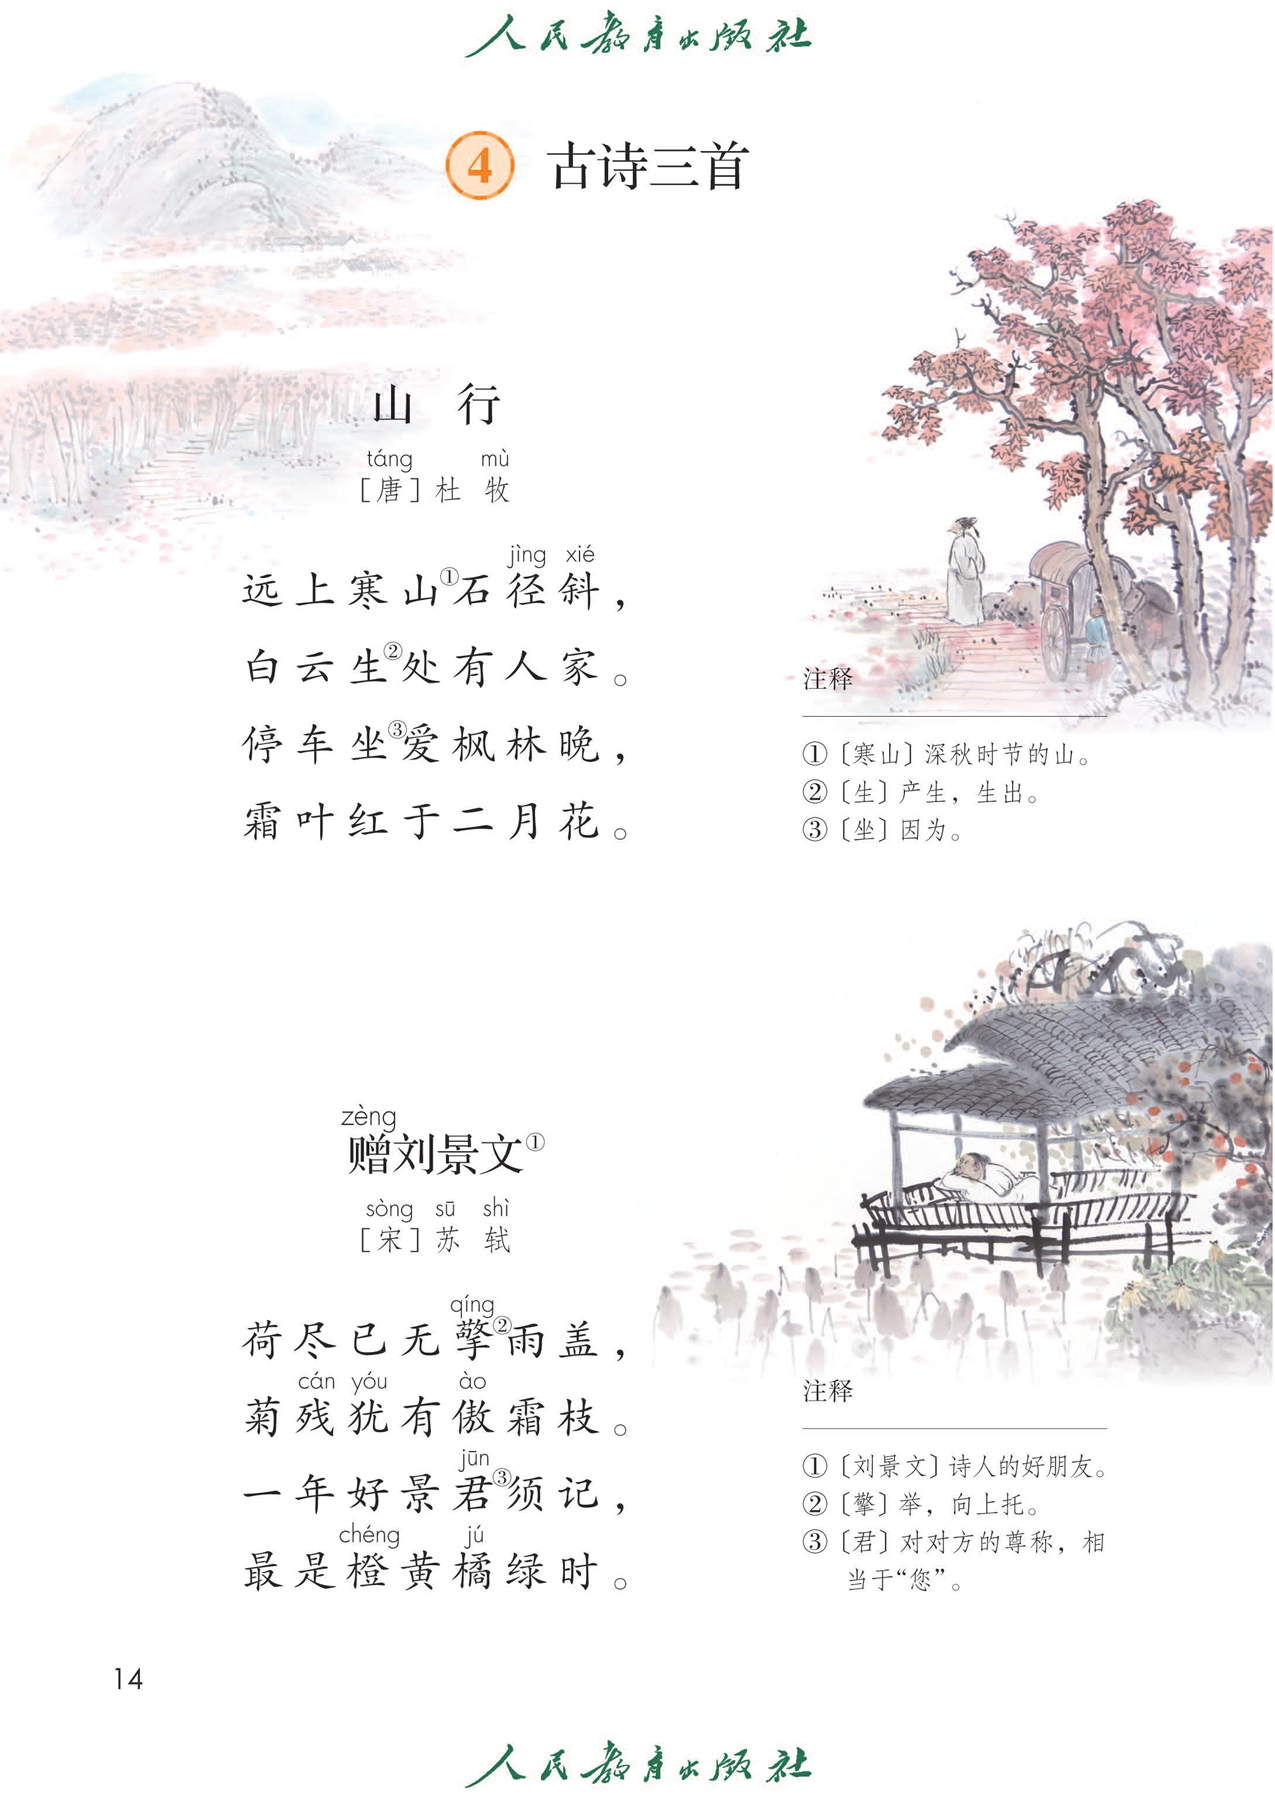 人民教育出版社
4 古诗三首
山 行
táng mù
[唐]杜 牧
jìng xié
远上寒山①石径斜，
白云生②处有人家。
停车坐③爱枫林晚，
霜叶红于二月花。
注释
①〔寒山〕深秋时节的山。
②〔生〕产生，生出。
③〔坐〕因为。
zèng
赠刘景文①
sòng sū shì
[宋]苏 轼
qíng
荷尽已无擎②雨盖，
cán yóu ào
菊残犹有傲霜枝。
jūn
一年好景君③须记，
chéng jú
最是橙黄橘绿时。
注释
①〔刘景文〕诗人的好朋友。
②〔擎〕举，向上托。
③〔君〕对对方的尊称，相
当于“您”。
14
人民教育出版社